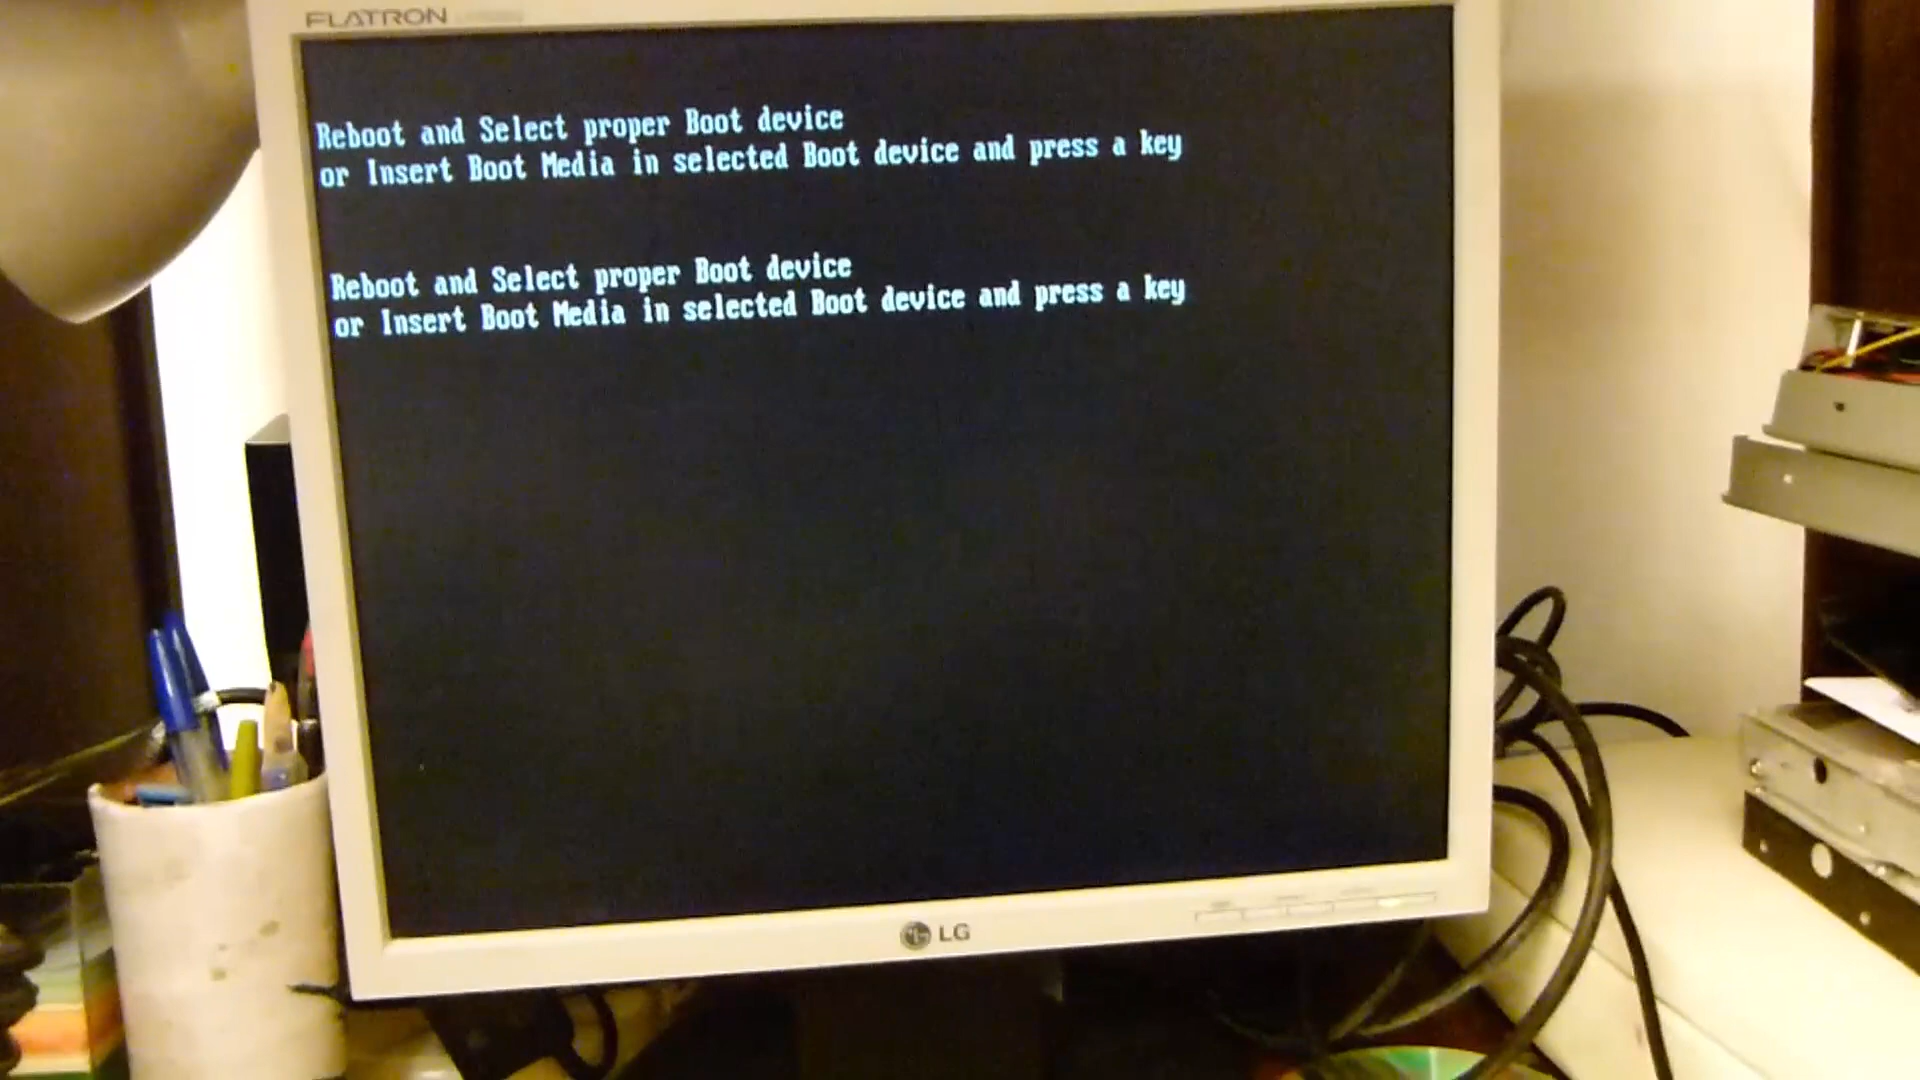 FLATRON
Reboot and Select proper Boot device
or Insert Boot Media in selected Boot device and press a key
Reboot and Select proper Boot device
or Insert Boot Media in selected Boot device and press a key
LG